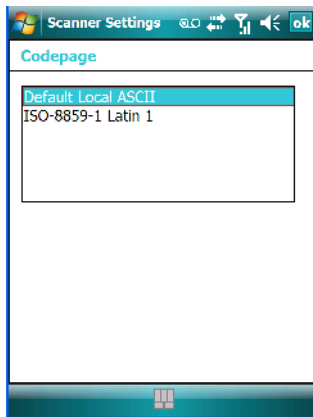 Scanner Settings ok
Codepage
Default Local ASCII
ISO-8859-1 Latin 1